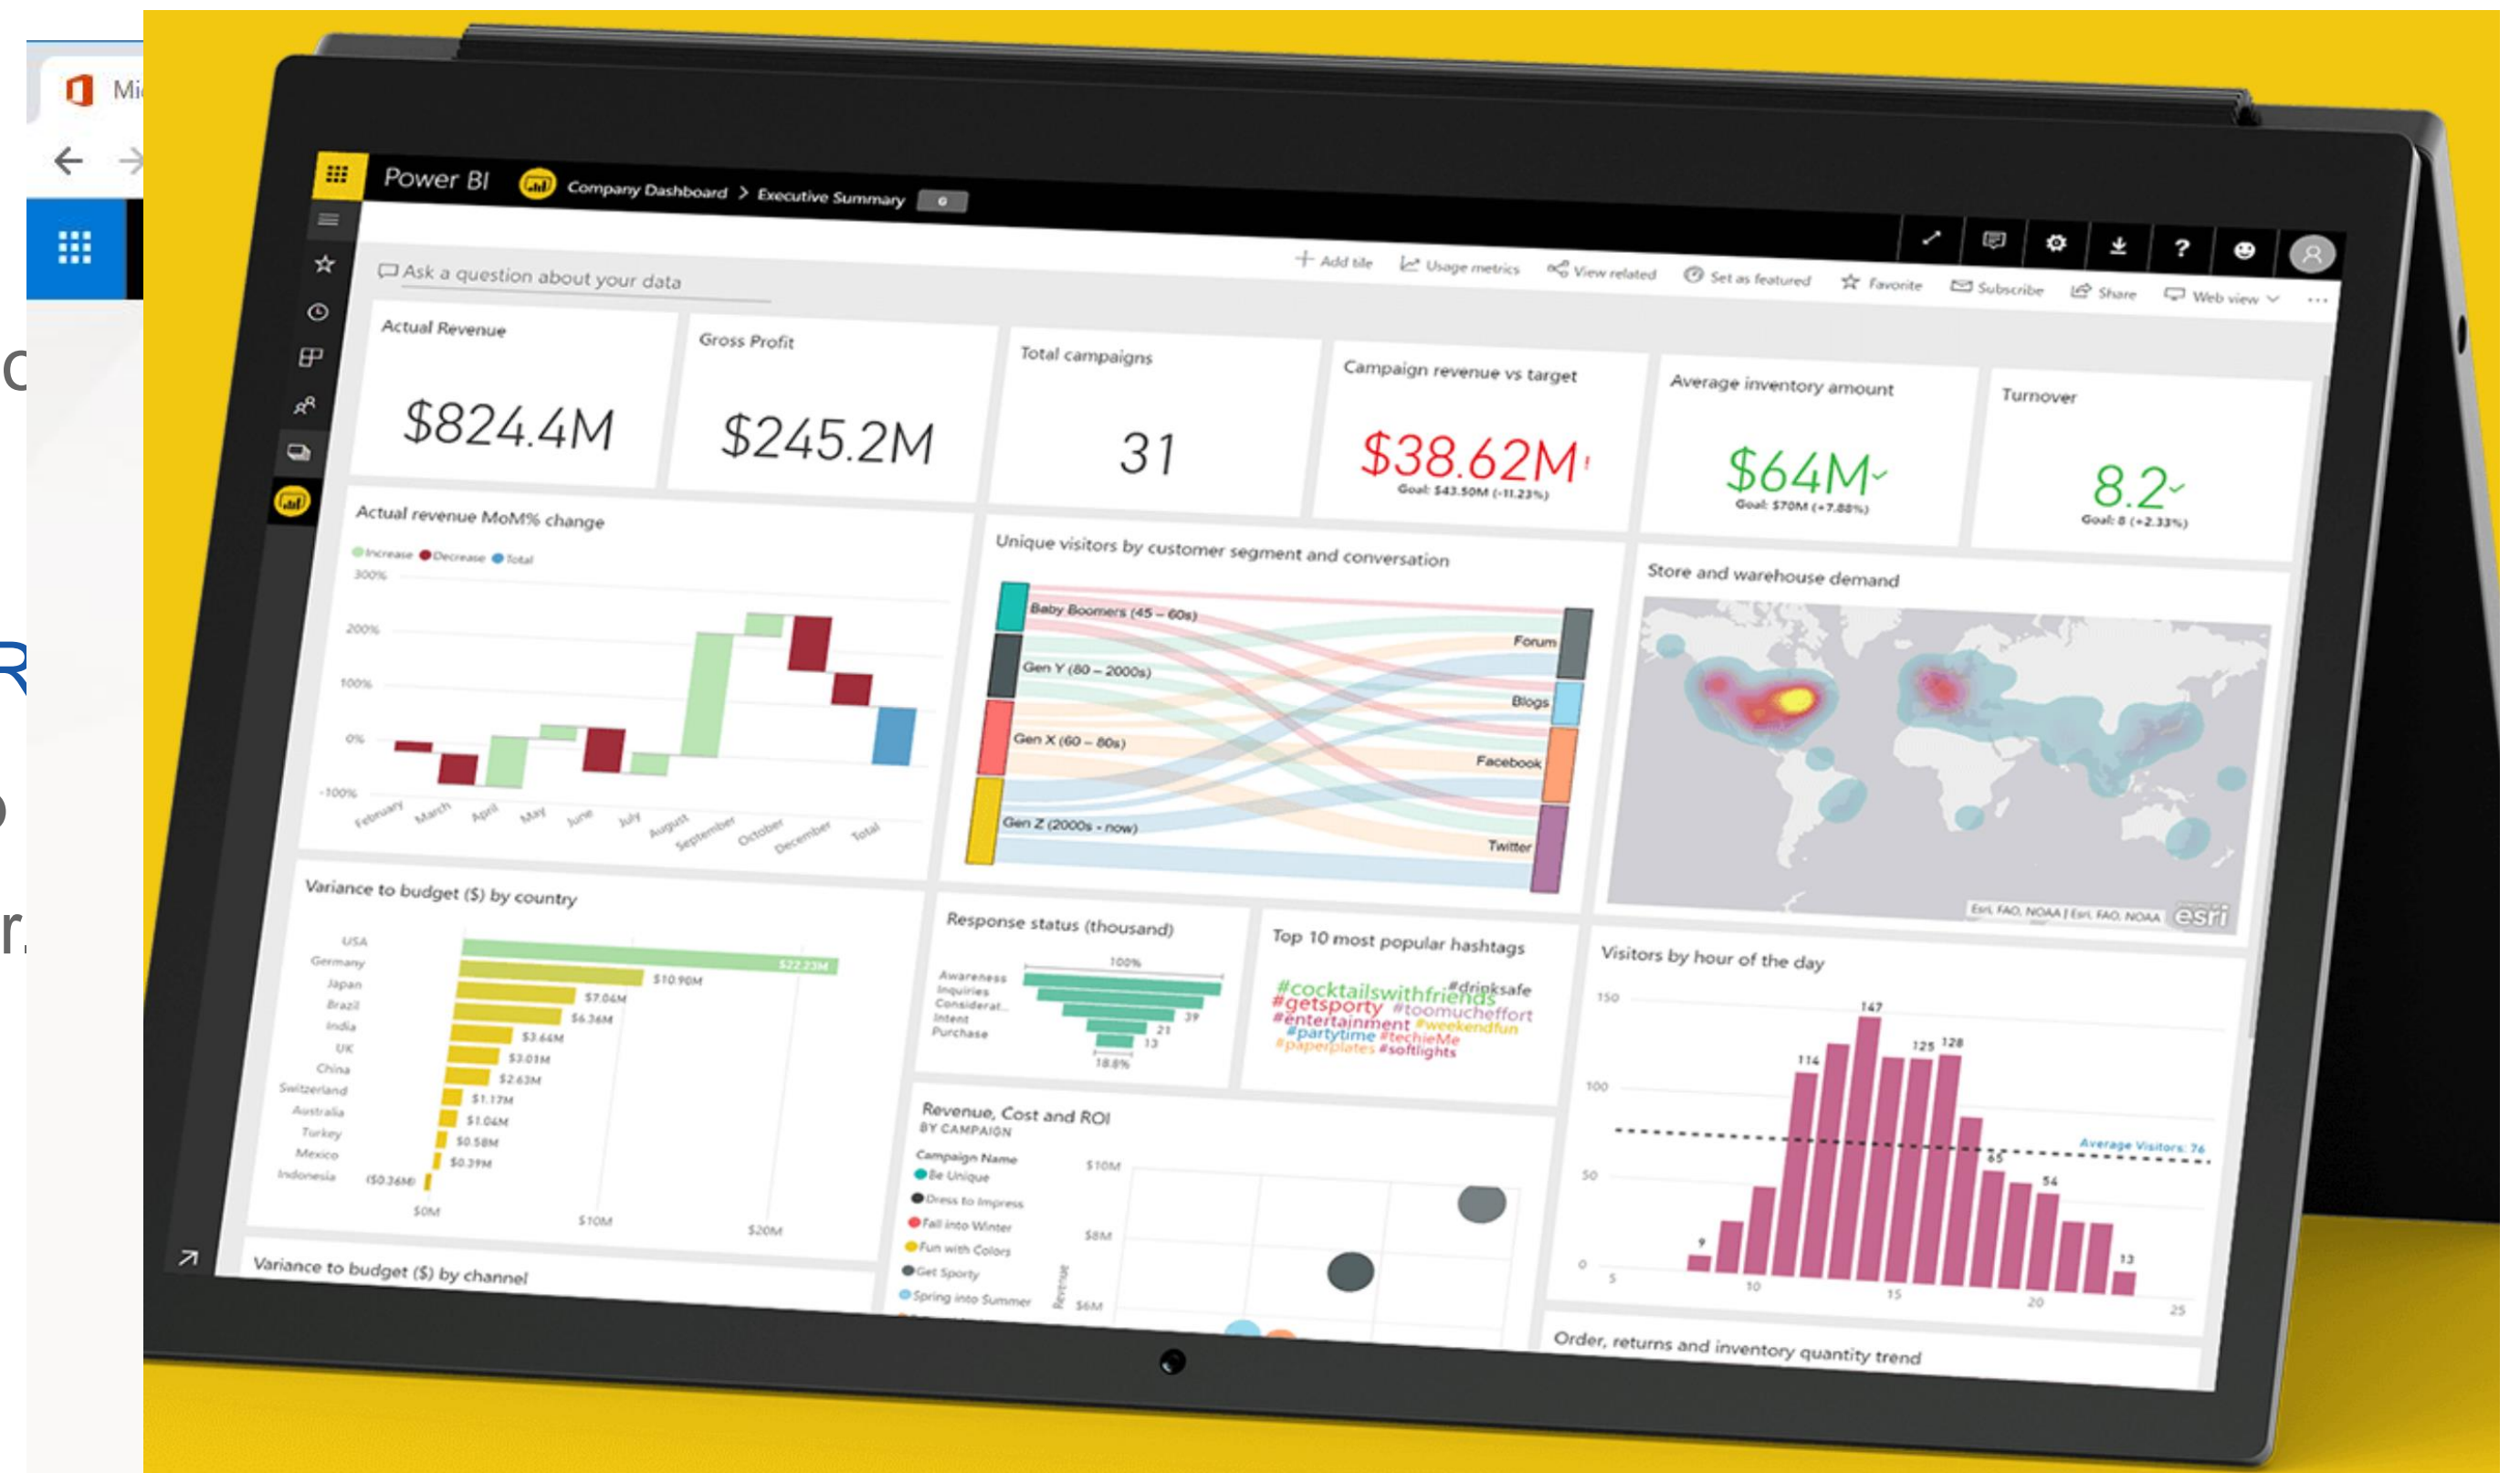 Mi
Power BI
Company Dashboard > Executive Summary
Ask a question about your data
Add tile
Usage metrics
View related
Set as featured
Favorite
Subscribe
Share
Web view
Actual Revenue
$824.4M
Gross Profit
$245.2M
Total campaigns
31
Campaign revenue vs target
$38.62M!
Goal: $43.50M (-11.23%)
Average inventory amount
$64M
Goal: $70M (+7.88%)
Turnover
8.2
Goal: 8 (+2.33%)
Actual revenue MoM% change
Increase Decrease Total
300%
200%
100%
0%
-100%
February March April May June July August September October December Total
Unique visitors by customer segment and conversation
Baby Boomers (45 – 60s)
Gen Y (80 – 2000s)
Gen X (60 – 80s)
Gen Z (2000s - now)
Forum
Blogs
Facebook
Twitter
Store and warehouse demand
Esri, FAO, NOAA | Esri, FAO, NOAA
esri
Variance to budget ($) by country
USA $22.23M
Germany $10.90M
Japan $7.04M
Brazil $6.36M
India $3.64M
UK $3.01M
China $2.63M
Switzerland $1.17M
Australia $1.04M
Turkey $0.58M
Mexico $0.39M
Indonesia ($0.36M)
$0M $10M $20M
Response status (thousand)
100%
Awareness
Inquiries
Considerat... 39
Intent 21
Purchase 13
18.8%
Top 10 most popular hashtags
#drinksafe
#cocktailswithfriends
#getsporty #toomucheffort
#entertainment #weekendfun
#partytime #techieMe
#paperplates #softlights
Visitors by hour of the day
150
100
50
0
9
114
147
125
128
65
54
13
Average Visitors: 76
5 10 15 20 25
Revenue, Cost and ROI
BY CAMPAIGN
Campaign Name
Be Unique
Dress to Impress
Fall into Winter
Fun with Colors
Get Sporty
Spring into Summer
$10M
$8M
$6M
Revenue
Variance to budget ($) by channel
Order, returns and inventory quantity trend